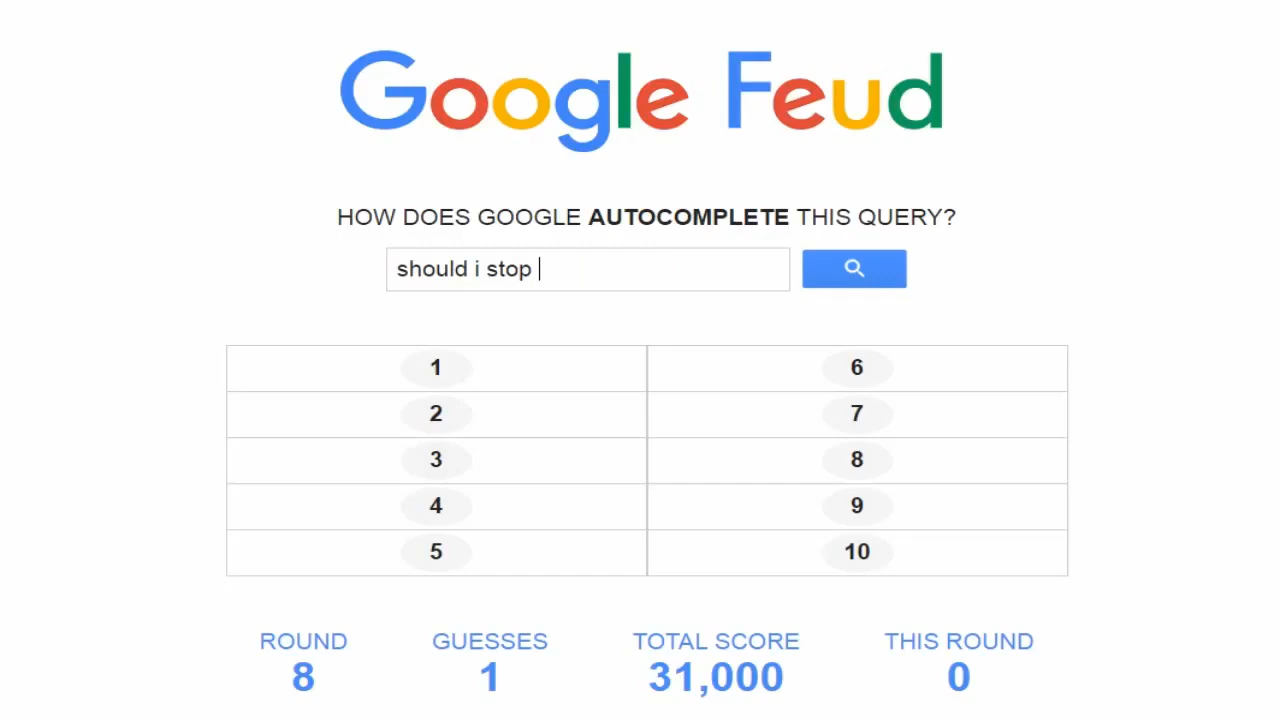 Google Feud
HOW DOES GOOGLE AUTOCOMPLETE THIS QUERY?
should i stop
1 6
2 7
3 8
4 9
5 10
ROUND GUESSES TOTAL SCORE THIS ROUND
8 1 31,000 0